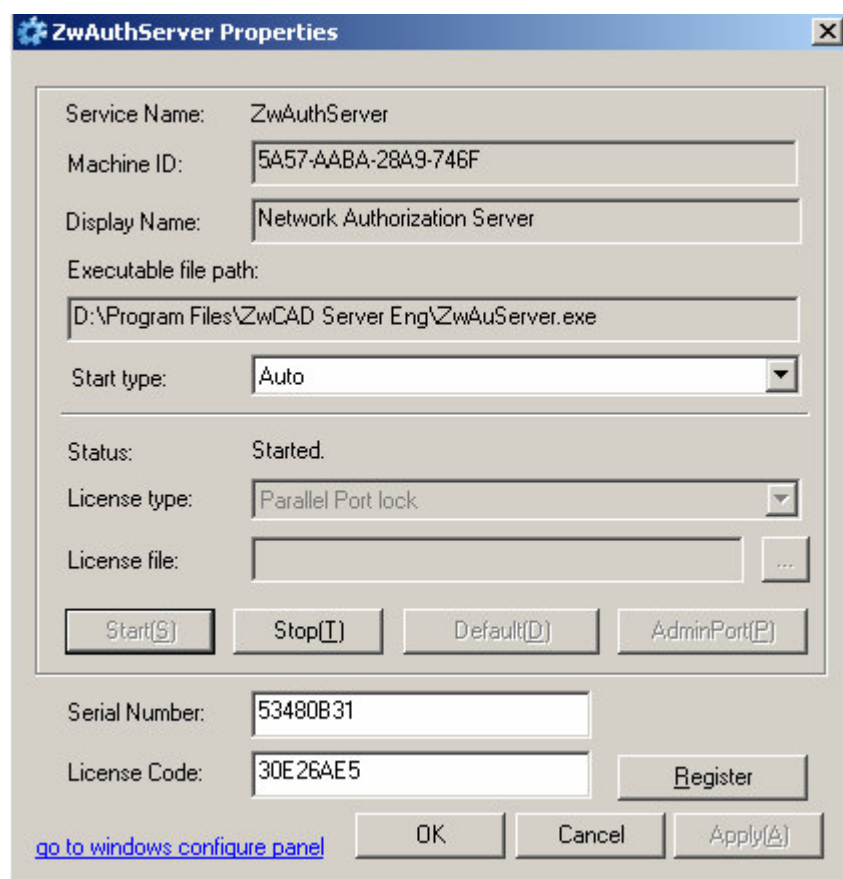 ZwAuthServer Properties
Service Name: ZwAuthServer
Machine ID: 5A57-AABA-28A9-746F
Display Name: Network Authorization Server
Executable file path:
D:\Program Files\ZwCAD Server Eng\ZwAuServer.exe
Start type: Auto
Status: Started.
License type: Parallel Port lock
License file: ...
Start(S) Stop(T) Default(D) AdminPort(P)
Serial Number: 53480B31
License Code: 30E26AE5 Register
go to windows configure panel OK Cancel Apply(A)